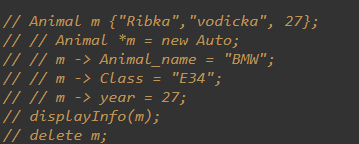 // Animal m {"Ribka","vodicka", 27};
// // Animal *m = new Auto;
// // m -> Animal_name = "BMW";
// // m -> Class = "E34";
// // m -> year = 27;
// displayInfo(m);
// delete m;